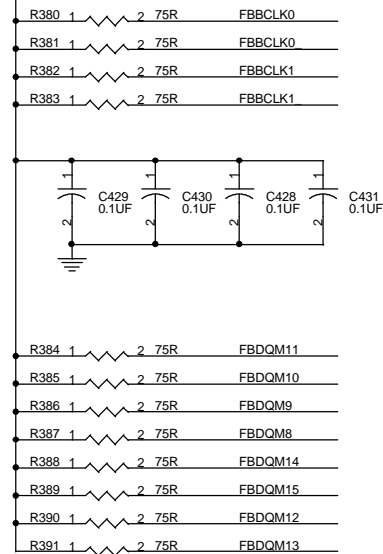 R380 1 2 75R FBBCLK0
R381 1 2 75R FBBCLK0_
R382 1 2 75R FBBCLK1
R383 1 2 75R FBBCLK1_
1 1 1 1
C429 C430 C428 C431
0.1UF 0.1UF 0.1UF 0.1UF
2 2 2 2
R384 1 2 75R FBDQM11
R385 1 2 75R FBDQM10
R386 1 2 75R FBDQM9
R387 1 2 75R FBDQM8
R388 1 2 75R FBDQM14
R389 1 2 75R FBDQM15
R390 1 2 75R FBDQM12
R391 1 2 75R FBDQM13